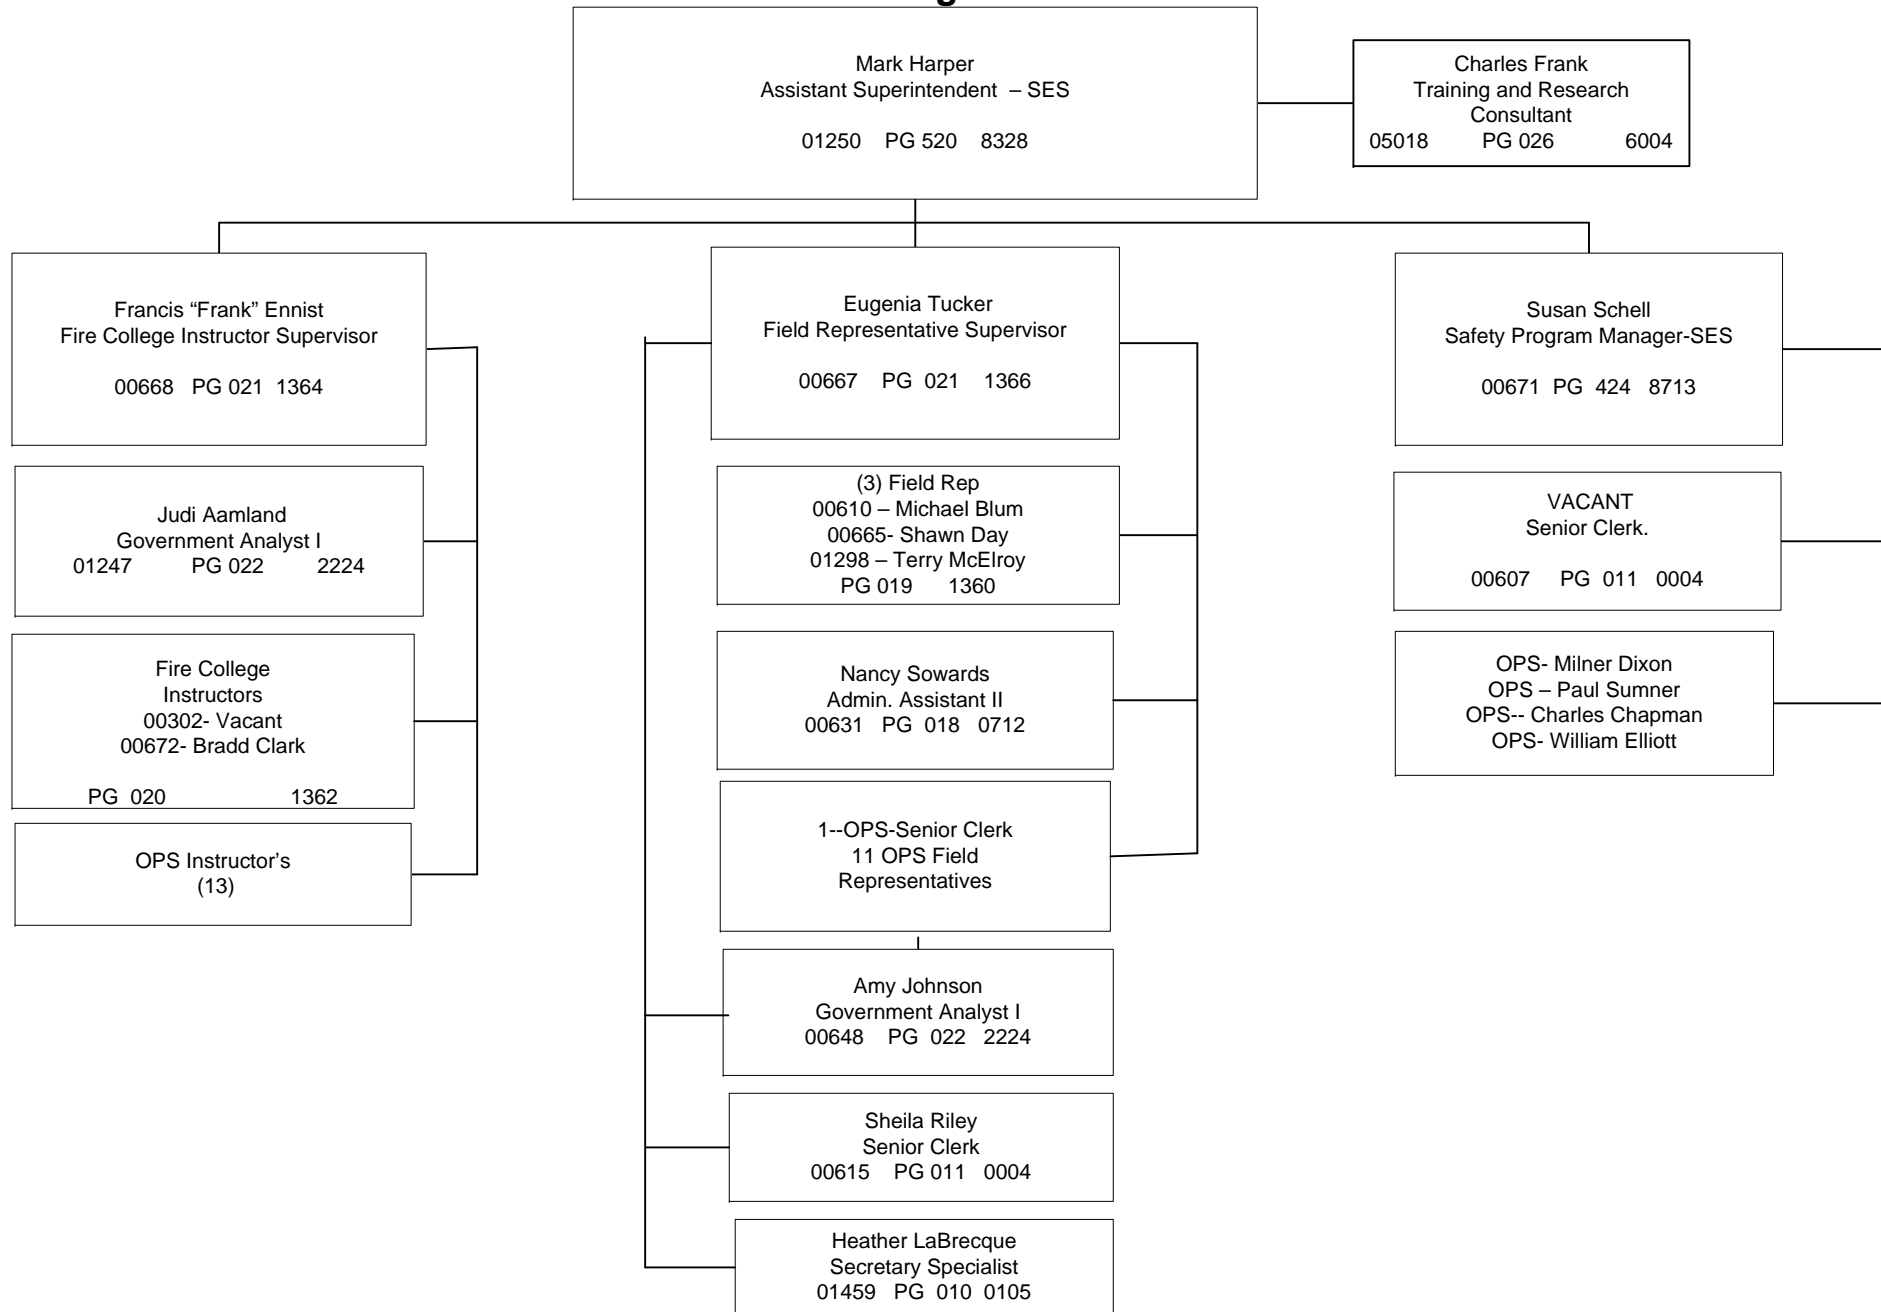 Mark Harper
Assistant Superintendent – SES
01250 PG 520 8328
Charles Frank
Training and Research
Consultant
05018 PG 026 6004
Francis “Frank” Ennist
Fire College Instructor Supervisor
00668 PG 021 1364
Judi Aamland
Government Analyst I
01247 PG 022 2224
Fire College
Instructors
00302- Vacant
00672- Bradd Clark
PG 020 1362
OPS Instructor’s
(13)
Eugenia Tucker
Field Representative Supervisor
00667 PG 021 1366
(3) Field Rep
00610 – Michael Blum
00665- Shawn Day
01298 – Terry McElroy
PG 019 1360
Nancy Sowards
Admin. Assistant II
00631 PG 018 0712
1--OPS-Senior Clerk
11 OPS Field
Representatives
Amy Johnson
Government Analyst I
00648 PG 022 2224
Sheila Riley
Senior Clerk
00615 PG 011 0004
Heather LaBrecque
Secretary Specialist
01459 PG 010 0105
Susan Schell
Safety Program Manager-SES
00671 PG 424 8713
VACANT
Senior Clerk.
00607 PG 011 0004
OPS- Milner Dixon
OPS – Paul Sumner
OPS-- Charles Chapman
OPS- William Elliott